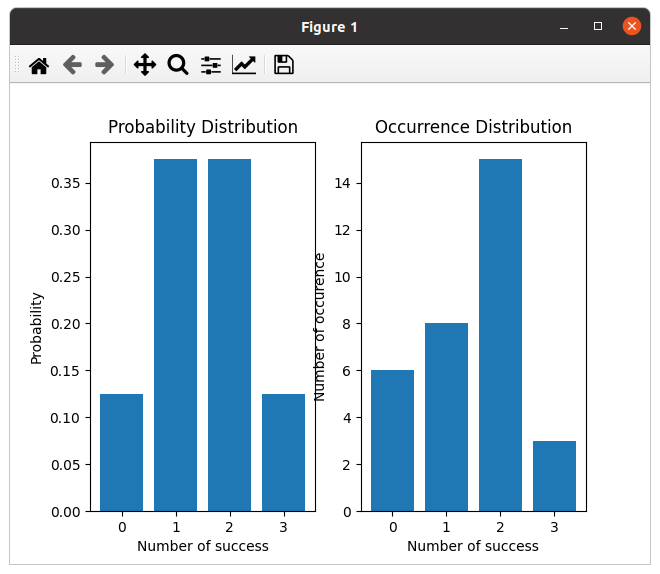 Figure 1
Probability Distribution
Probability
0.35
0.30
0.25
0.20
0.15
0.10
0.05
0.00
0 1 2 3
Number of success
Occurrence Distribution
Number of occurence
14
12
10
8
6
4
2
0
0 1 2 3
Number of success